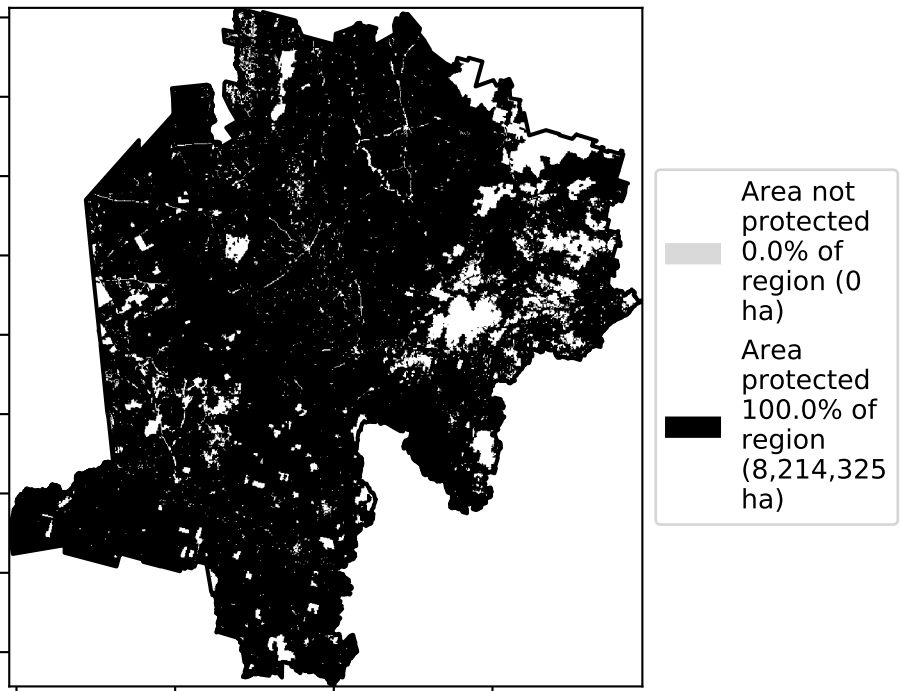 Area not
protected
0.0% of
region (0
ha)
Area
protected
100.0% of
region
(8,214,325
ha)